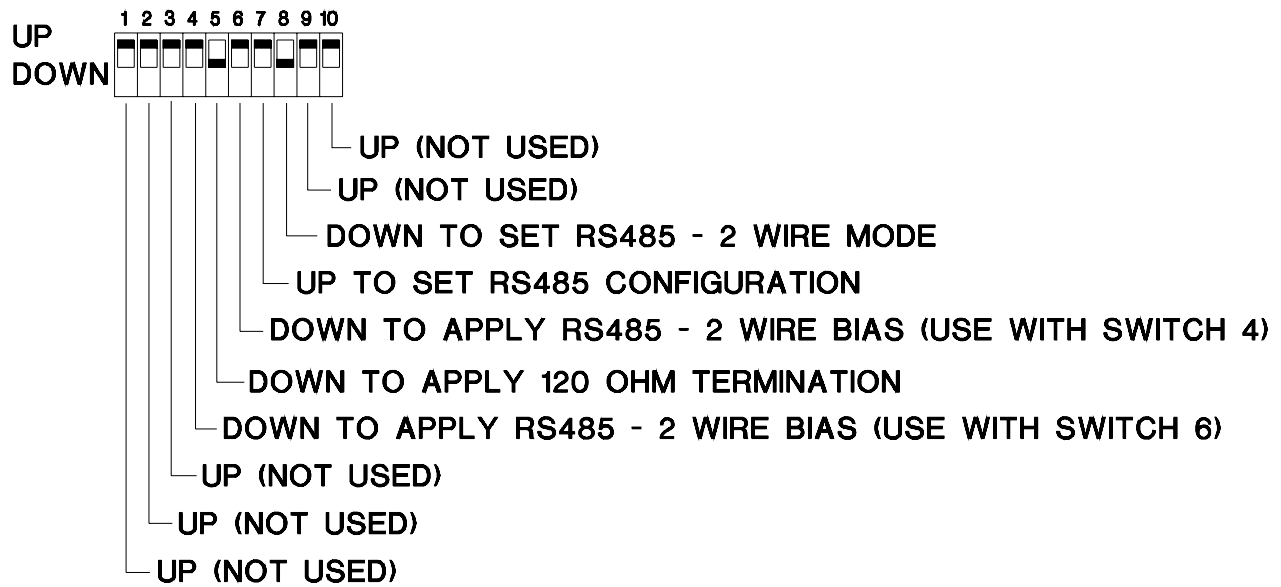 1 2 3 4 5 6 7 8 9 10
UP
DOWN
UP (NOT USED)
UP (NOT USED)
DOWN TO SET RS485 - 2 WIRE MODE
UP TO SET RS485 CONFIGURATION
DOWN TO APPLY RS485 - 2 WIRE BIAS (USE WITH SWITCH 4)
DOWN TO APPLY 120 OHM TERMINATION
DOWN TO APPLY RS485 - 2 WIRE BIAS (USE WITH SWITCH 6)
UP (NOT USED)
UP (NOT USED)
UP (NOT USED)